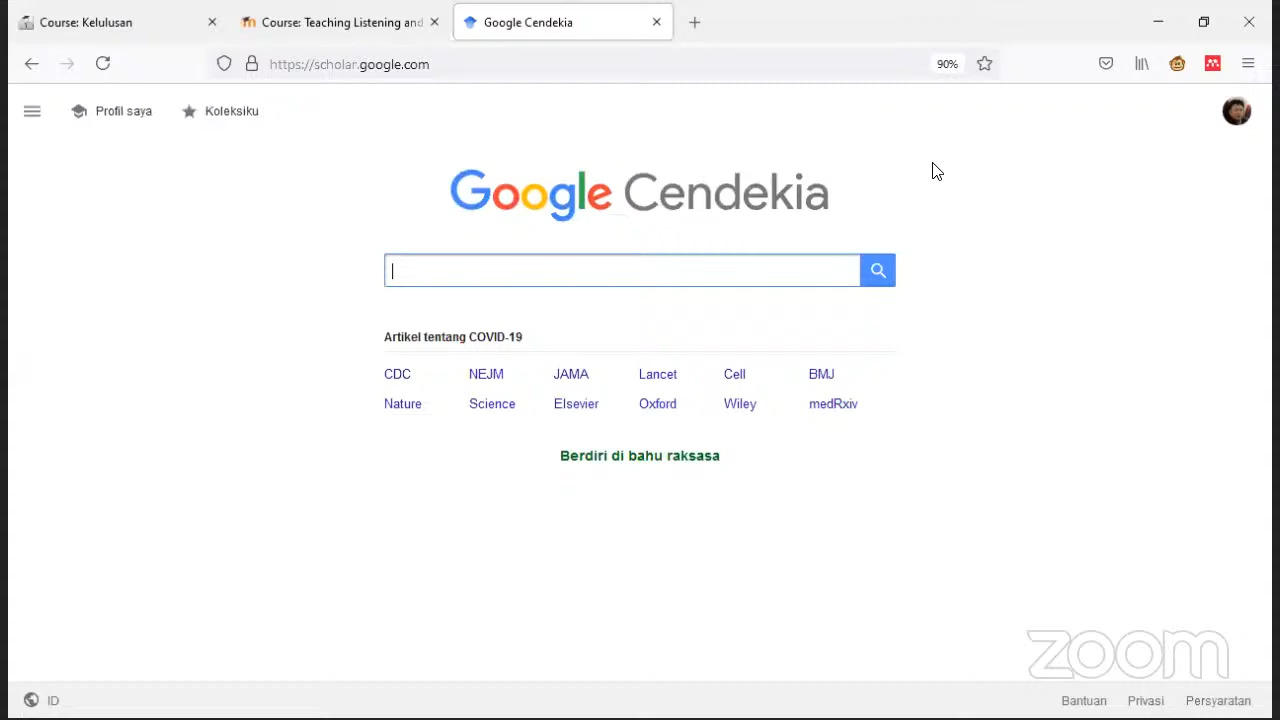 Course: Kelulusan
Course: Teaching Listening and
Google Cendekia
https://scholar.google.com
90%
Profil saya
Koleksiku
Google Cendekia
Artikel tentang COVID-19
CDC NEJM JAMA Lancet Cell BMJ
Nature Science Elsevier Oxford Wiley medRxiv
Berdiri di bahu raksasa
zoom
ID
Bantuan Privasi Persyaratan